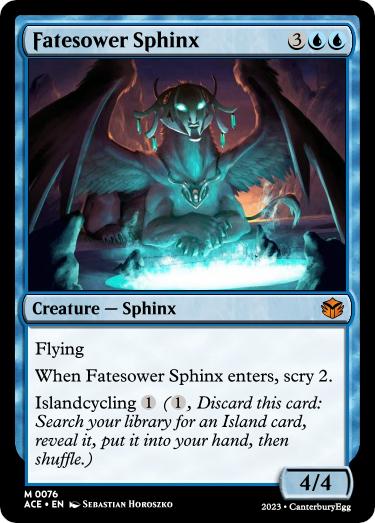 Fatesower Sphinx 3
Creature — Sphinx
Flying
When Fatesower Sphinx enters, scry 2.
Islandcycling 1 (1, Discard this card:
Search your library for an Island card,
reveal it, put it into your hand, then
shuffle.)
4/4
M 0076
ACE • EN Sebastian Horoszko
2023 • CanterburyEgg